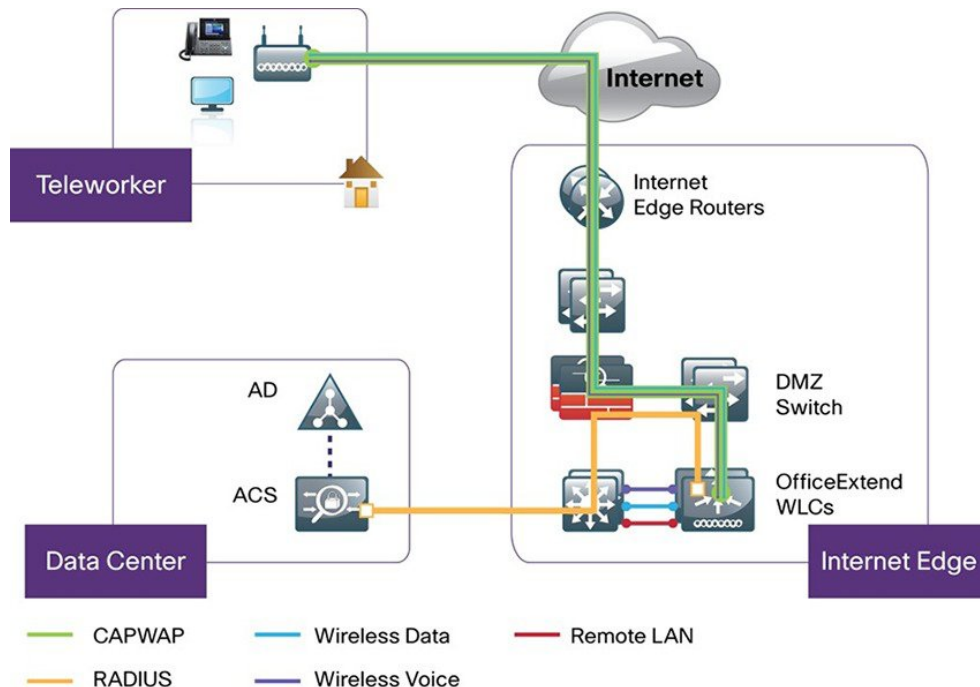 Internet
Teleworker
Internet
Edge Routers
AD
DMZ
Switch
ACS
OfficeExtend
WLCs
Data Center
Internet Edge
CAPWAP
Wireless Data
Remote LAN
RADIUS
Wireless Voice